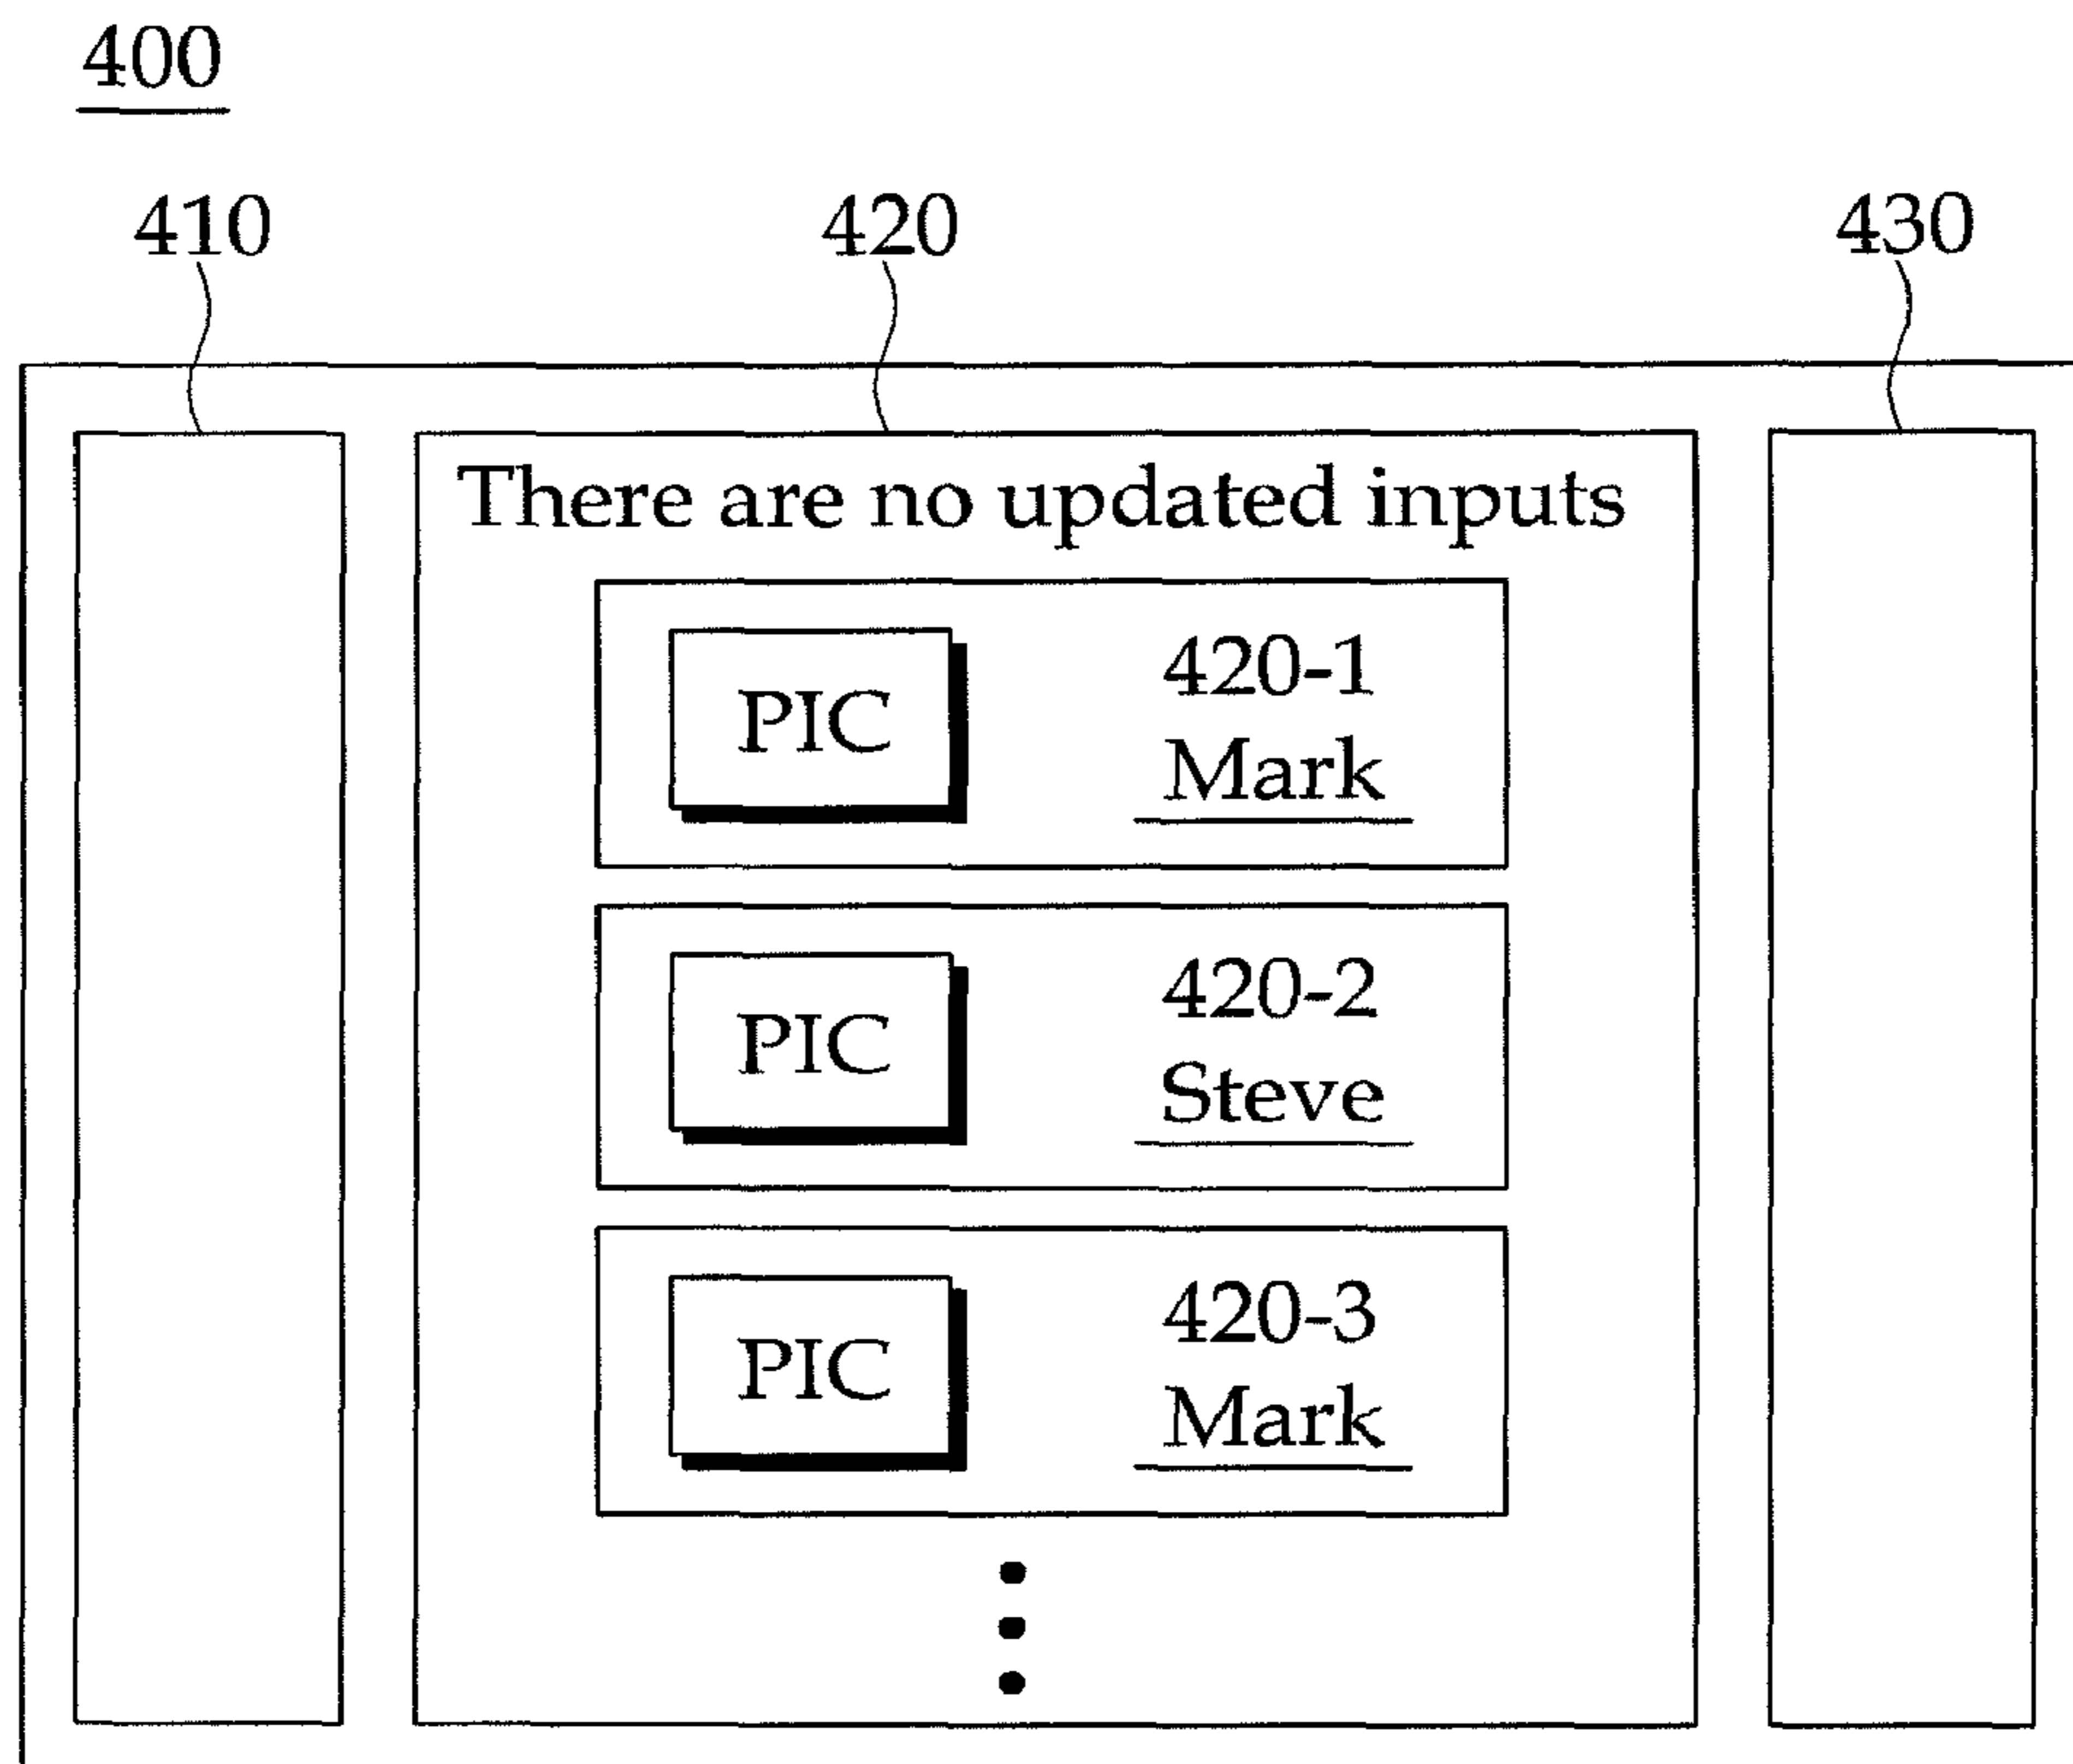 400
410 420 430
There are no updated inputs
420-1
PIC
Mark
420-2
PIC
Steve
420-3
PIC
Mark